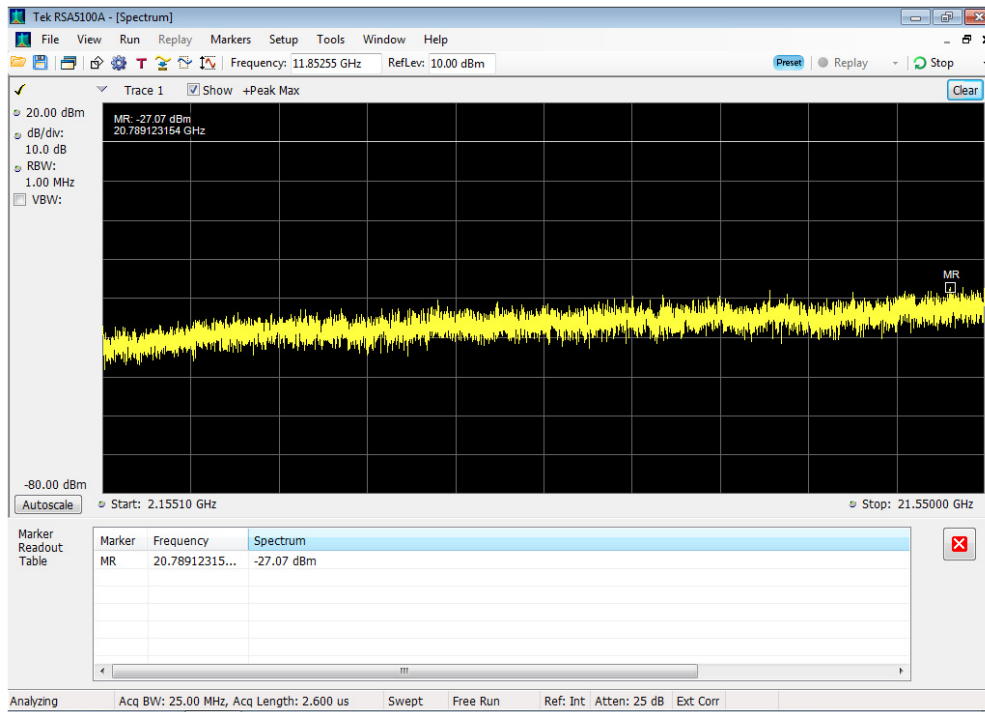 Tek RSA5100A - [Spectrum]
File View Run Replay Markers Setup Tools Window Help
Frequency: 11.85255 GHz RefLev: 10.00 dBm Preset Replay Stop
Trace 1 Show +Peak Max Clear
20.00 dBm
dB/div:
10.0 dB
RBW:
1.00 MHz
VBW:
MR: -27.07 dBm
20.789123154 GHz
MR
-80.00 dBm
Autoscale Start: 2.15510 GHz Stop: 21.55000 GHz
Marker
Readout
Table
Marker Frequency Spectrum
MR 20.78912315... -27.07 dBm
Analyzing Acq BW: 25.00 MHz, Acq Length: 2.600 us Swept Free Run Ref: Int Atten: 25 dB Ext Corr